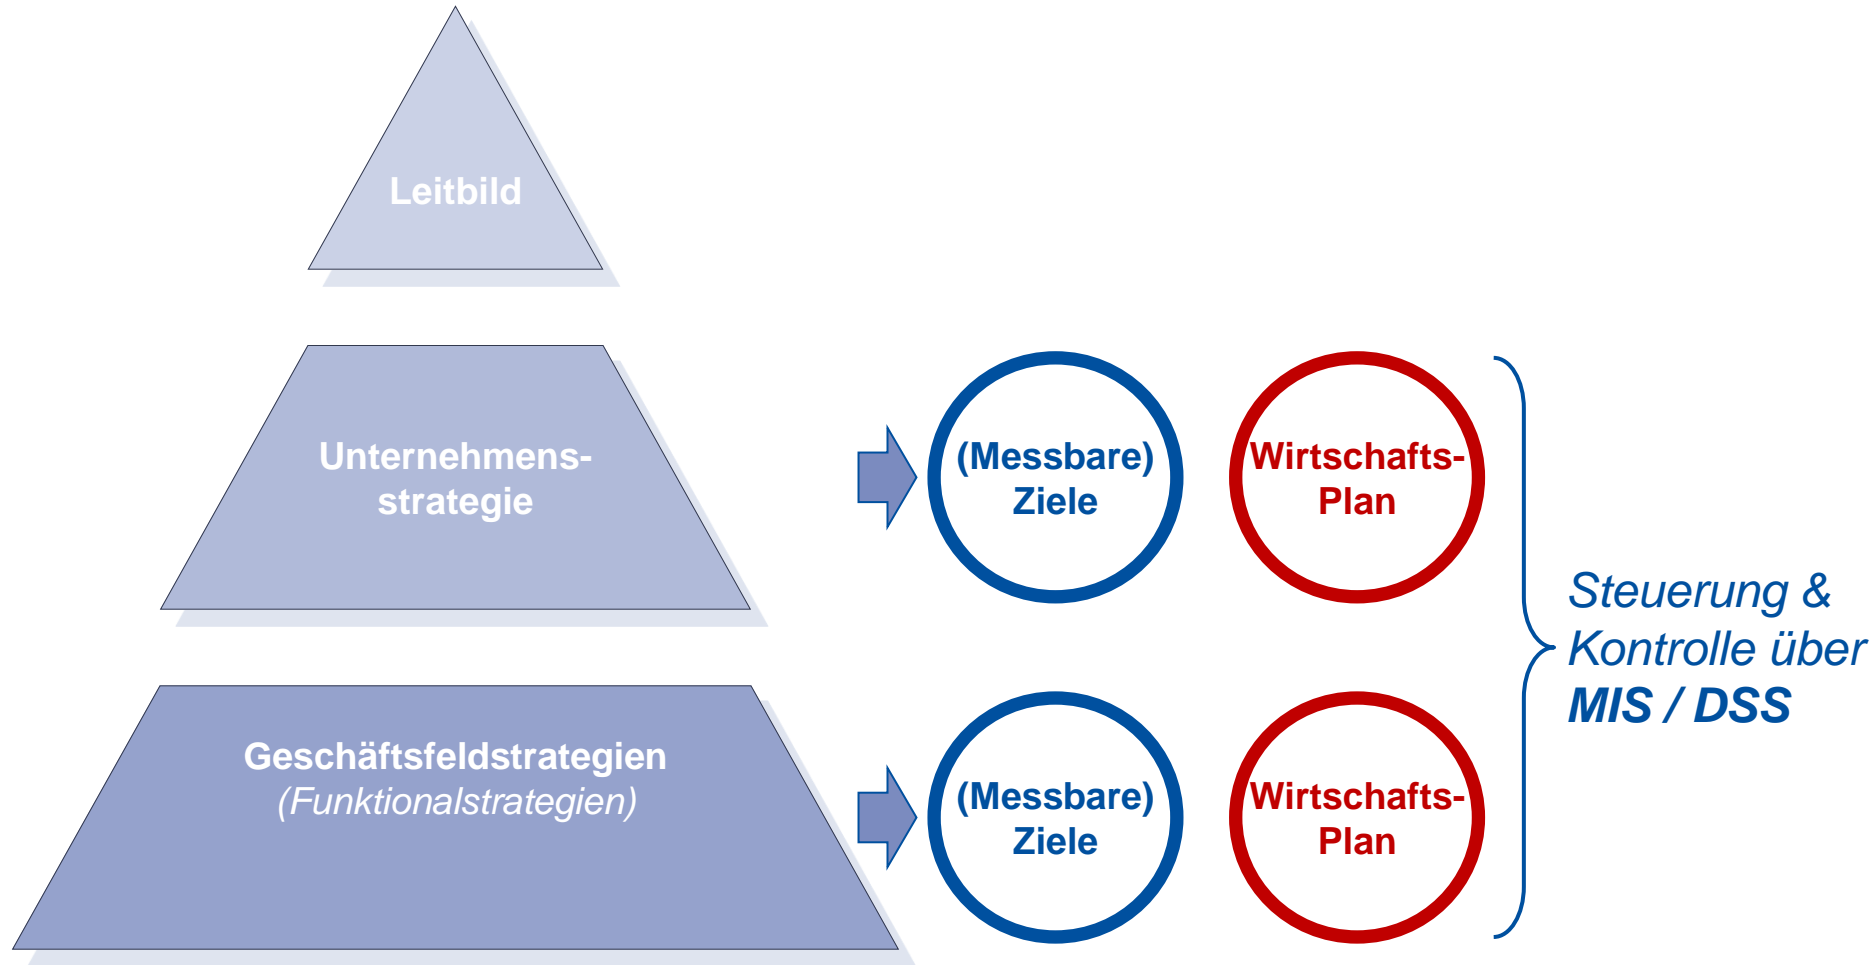 Leitbild
Unternehmens-
strategie
(Messbare)
Ziele
Wirtschafts-
Plan
Geschäftsfeldstrategien
(Funktionalstrategien)
(Messbare)
Ziele
Wirtschafts-
Plan
Steuerung &
Kontrolle über
MIS / DSS